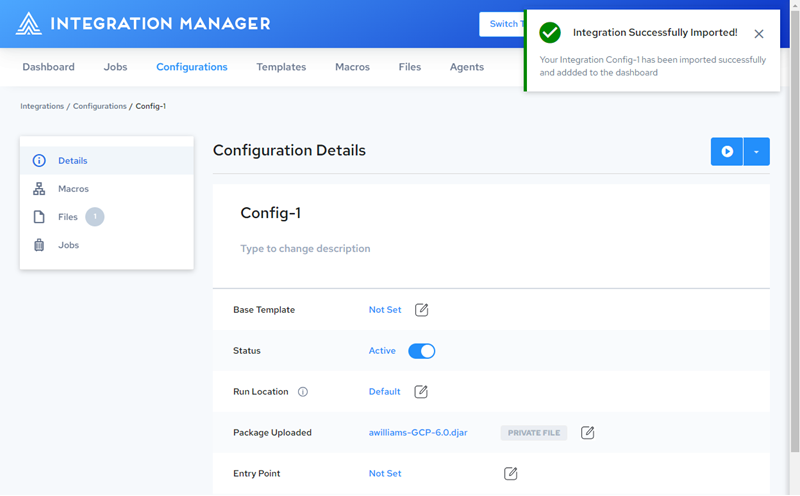 INTEGRATION MANAGER
Switch T
Integration Successfully Imported!
Your Integration Config-1 has been imported successfully
and addded to the dashboard
Dashboard Jobs Configurations Templates Macros Files Agents
Integrations / Configurations / Config-1
Details
Macros
Files 1
Jobs
Configuration Details
Config-1
Type to change description
Base Template Not Set
Status Active
Run Location Default
Package Uploaded awilliams-GCP-6.0.djar PRIVATE FILE
Entry Point Not Set